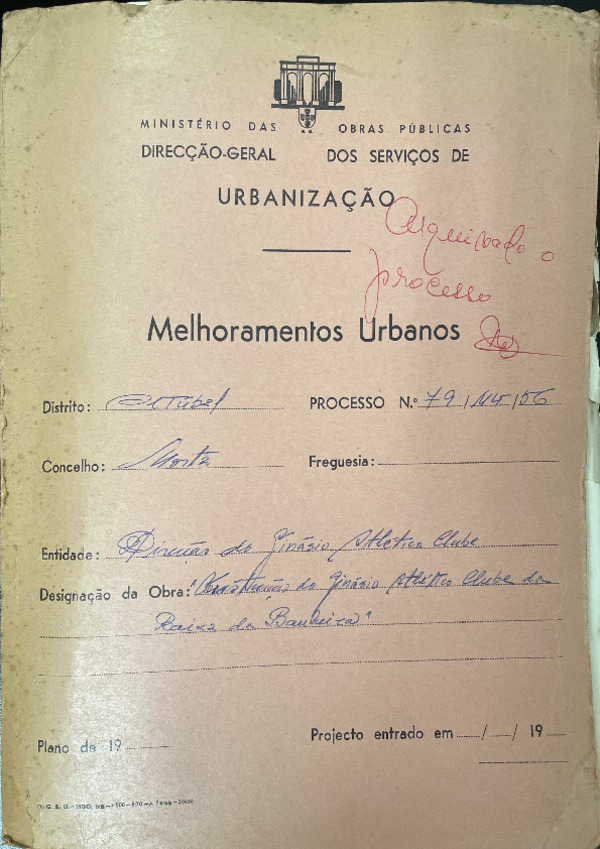 MINISTÉRIO DAS OBRAS PÚBLICAS
DIRECÇÃO-GERAL DOS SERVIÇOS DE
URBANIZAÇÃO
Arquivado o
processo
Melhoramentos Urbanos
Distrito: Setúbal PROCESSO N.º 79 / MU / 56
Concelho: Moita Freguesia:
Entidade: Direcção do Ginásio Atlético Clube
Designação da Obra: "Construção do Ginásio Atlético Clube da
Baixa da Banheira"
Plano de 19 Projecto entrado em / / 19